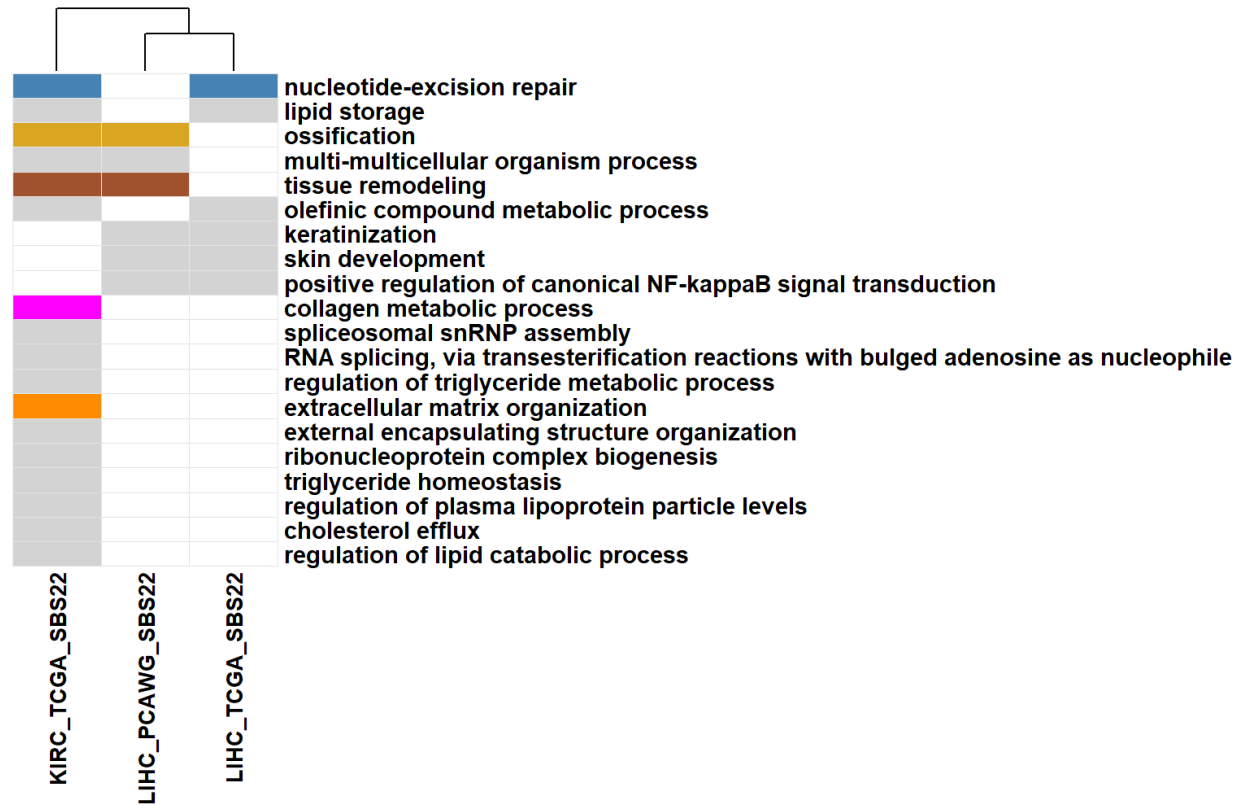 nucleotide-excision repair
lipid storage
ossification
multi-multicellular organism process
tissue remodeling
olefinic compound metabolic process
keratinization
skin development
positive regulation of canonical NF-kappaB signal transduction
collagen metabolic process
spliceosomal snRNP assembly
RNA splicing, via transesterification reactions with bulged adenosine as nucleophile
regulation of triglyceride metabolic process
extracellular matrix organization
external encapsulating structure organization
ribonucleoprotein complex biogenesis
triglyceride homeostasis
regulation of plasma lipoprotein particle levels
cholesterol efflux
regulation of lipid catabolic process
KIRC_TCGA_SBS22
LIHC_PCAWG_SBS22
LIHC_TCGA_SBS22